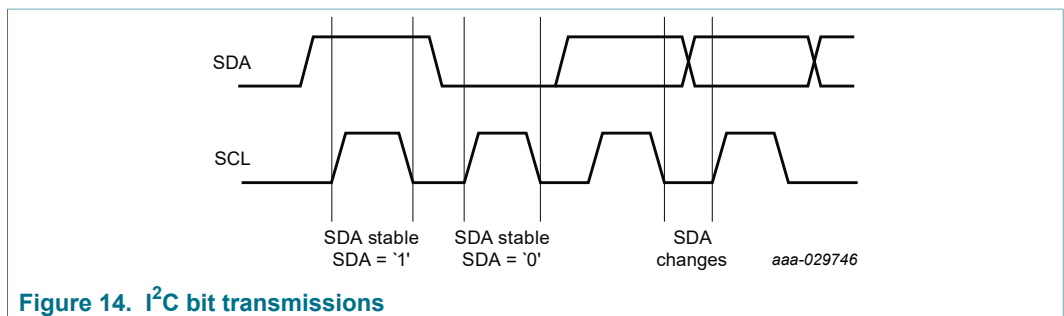 SDA
SCL
SDA stable
SDA = `1'
SDA stable
SDA = `0'
SDA
changes
aaa-029746
Figure 14. I²C bit transmissions